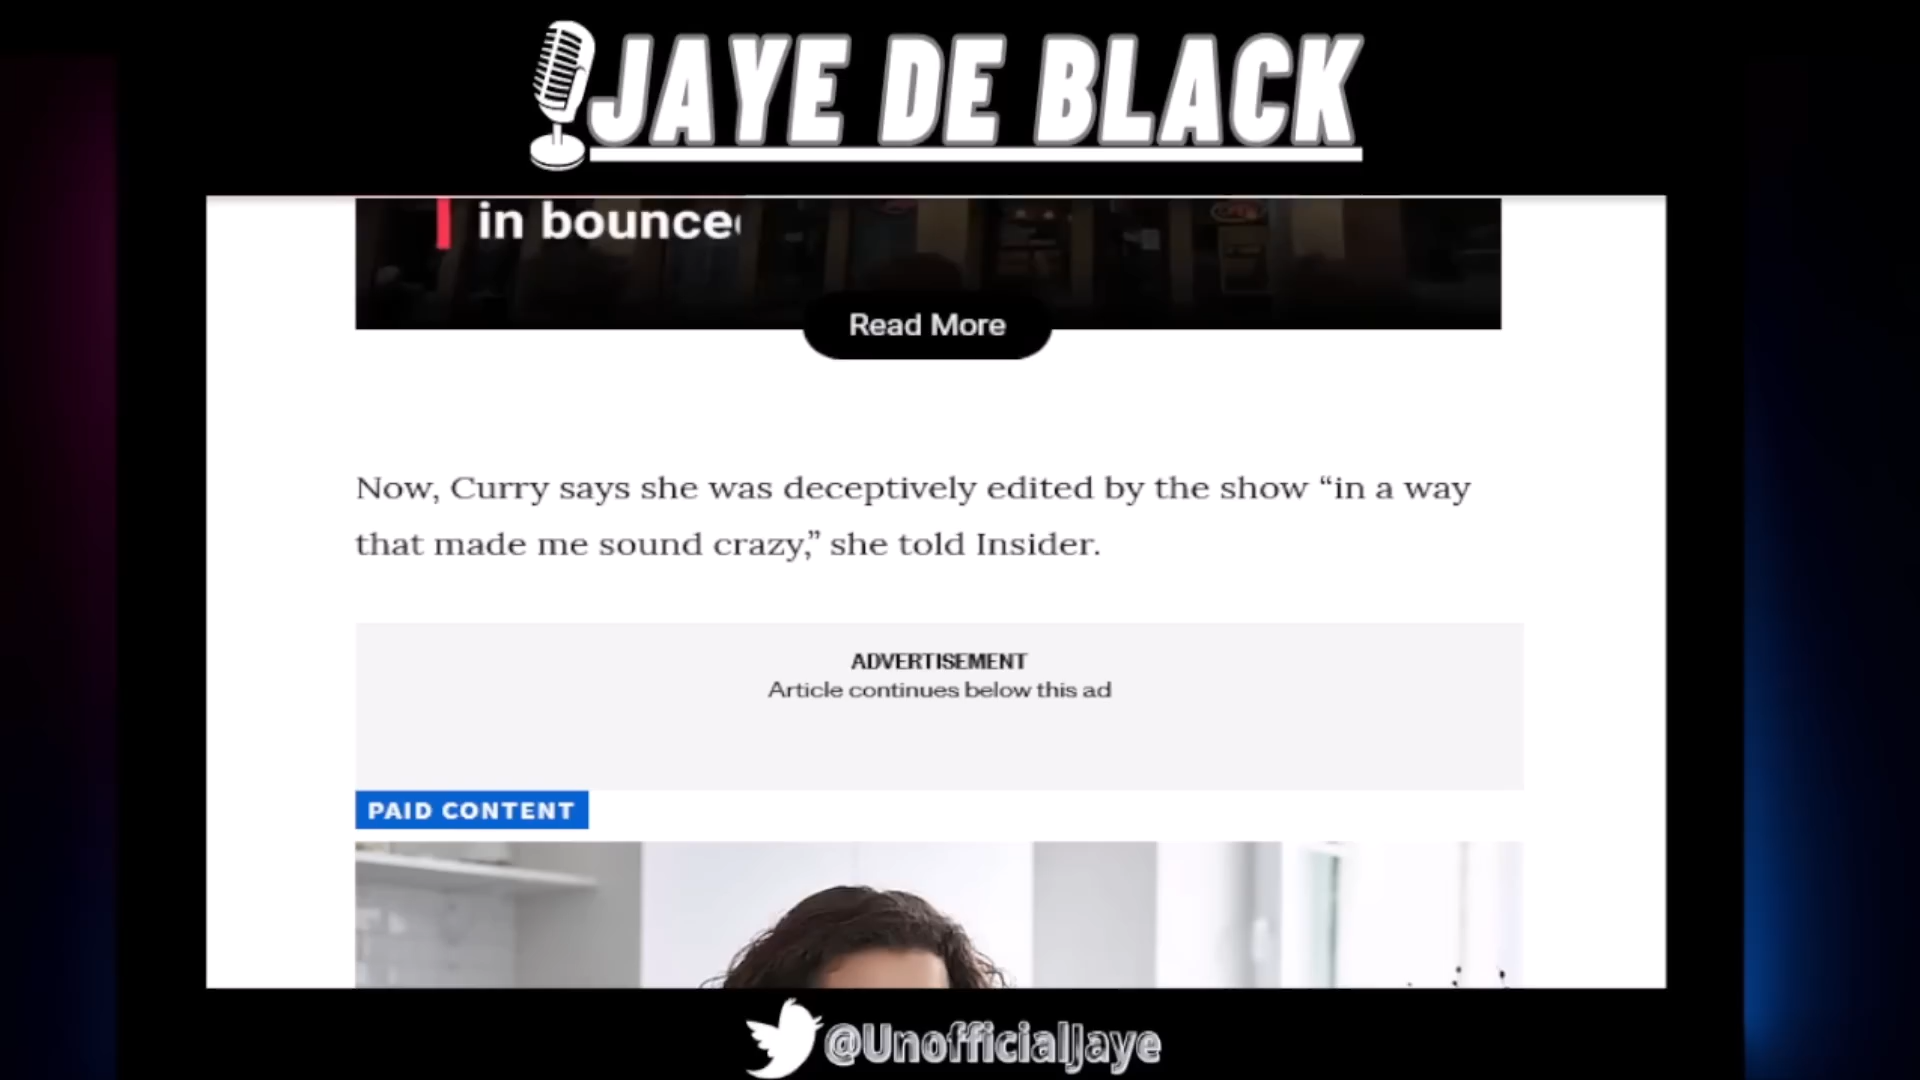 JAYE DE BLACK
in bounced
Read More
Now, Curry says she was deceptively edited by the show “in a way
that made me sound crazy,” she told Insider.
ADVERTISEMENT
Article continues below this ad
PAID CONTENT
@UnofficialJaye